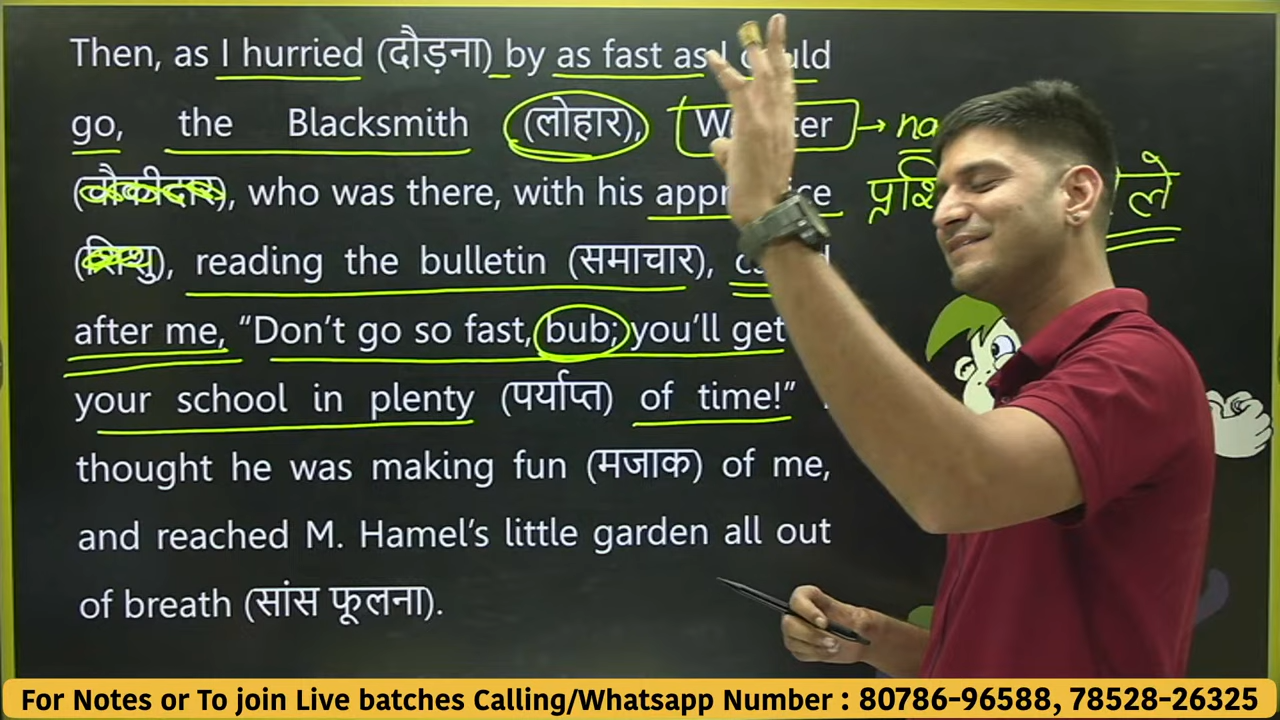 Then, as I hurried (दौड़ना) by as fast as I could
go, the Blacksmith (लोहार),
(चौकीदार), who was there, with his
(शिशु), reading the bulletin (समाचार),
after me, “Don’t go so fast, bub; you’ll get
your school in plenty (पर्याप्त) of time!”
thought he was making fun (मजाक) of me,
and reached M. Hamel’s little garden all out
of breath (सांस फूलना).
ले
For Notes or To join Live batches Calling/Whatsapp Number : 80786-96588, 78528-26325